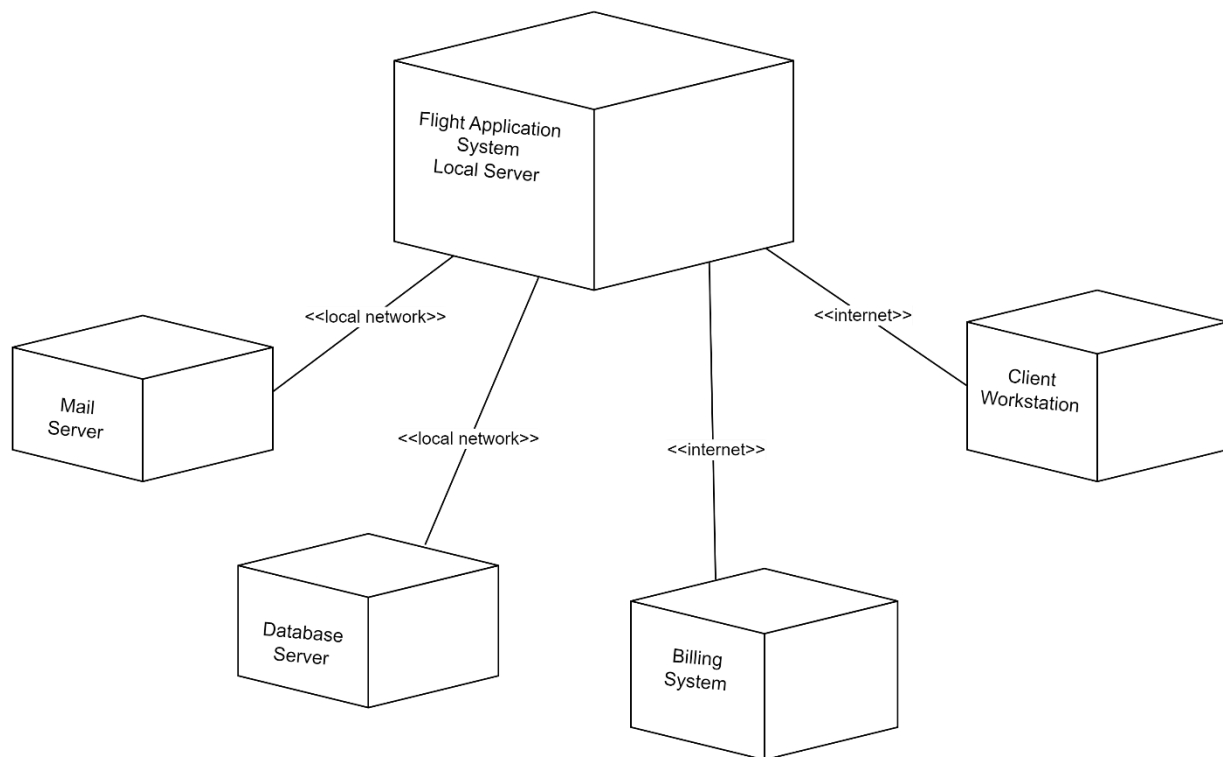 Flight Application
System
Local Server
<<local network>>
<<internet>>
Client
Workstation
Mail
Server
<<local network>>
<<internet>>
Database
Server
Billing
System